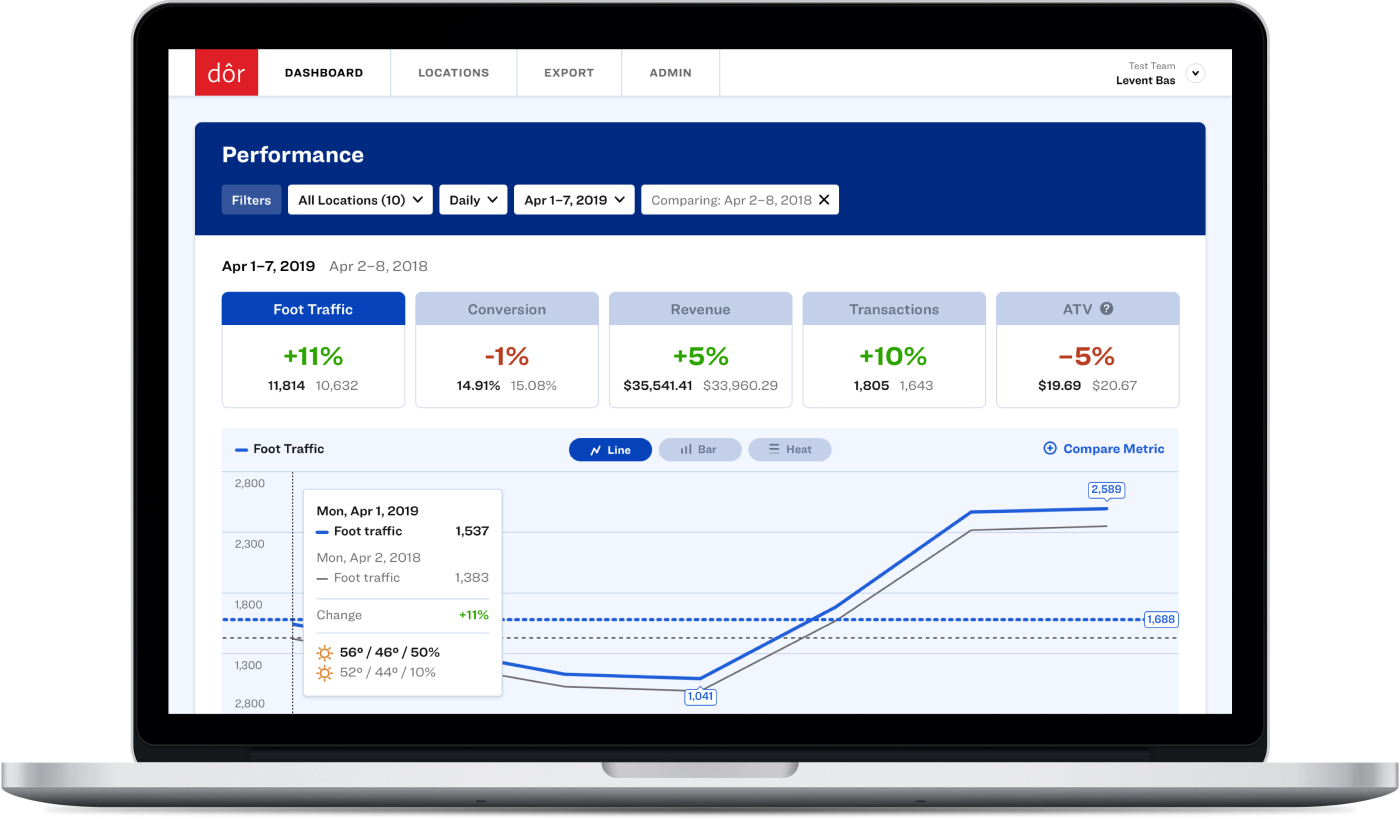 dôr DASHBOARD LOCATIONS EXPORT ADMIN
Test Team
Levent Bas
Performance
Filters All Locations (10) Daily Apr 1–7, 2019 Comparing: Apr 2–8, 2018
Apr 1–7, 2019 Apr 2–8, 2018
Foot Traffic Conversion Revenue Transactions ATV ?
+11% -1% +5% +10% –5%
11,814 10,632 14.91% 15.08% $35,541.41 $33,960.29 1,805 1,643 $19.69 $20.67
Foot Traffic Line Bar Heat Compare Metric
2,800
2,589
Mon, Apr 1, 2019
Foot traffic 1,537
2,300
Mon, Apr 2, 2018
Foot traffic 1,383
1,800
Change +11%
1,688
56º / 46º / 50%
1,300
52º / 44º / 10%
1,041
2,800